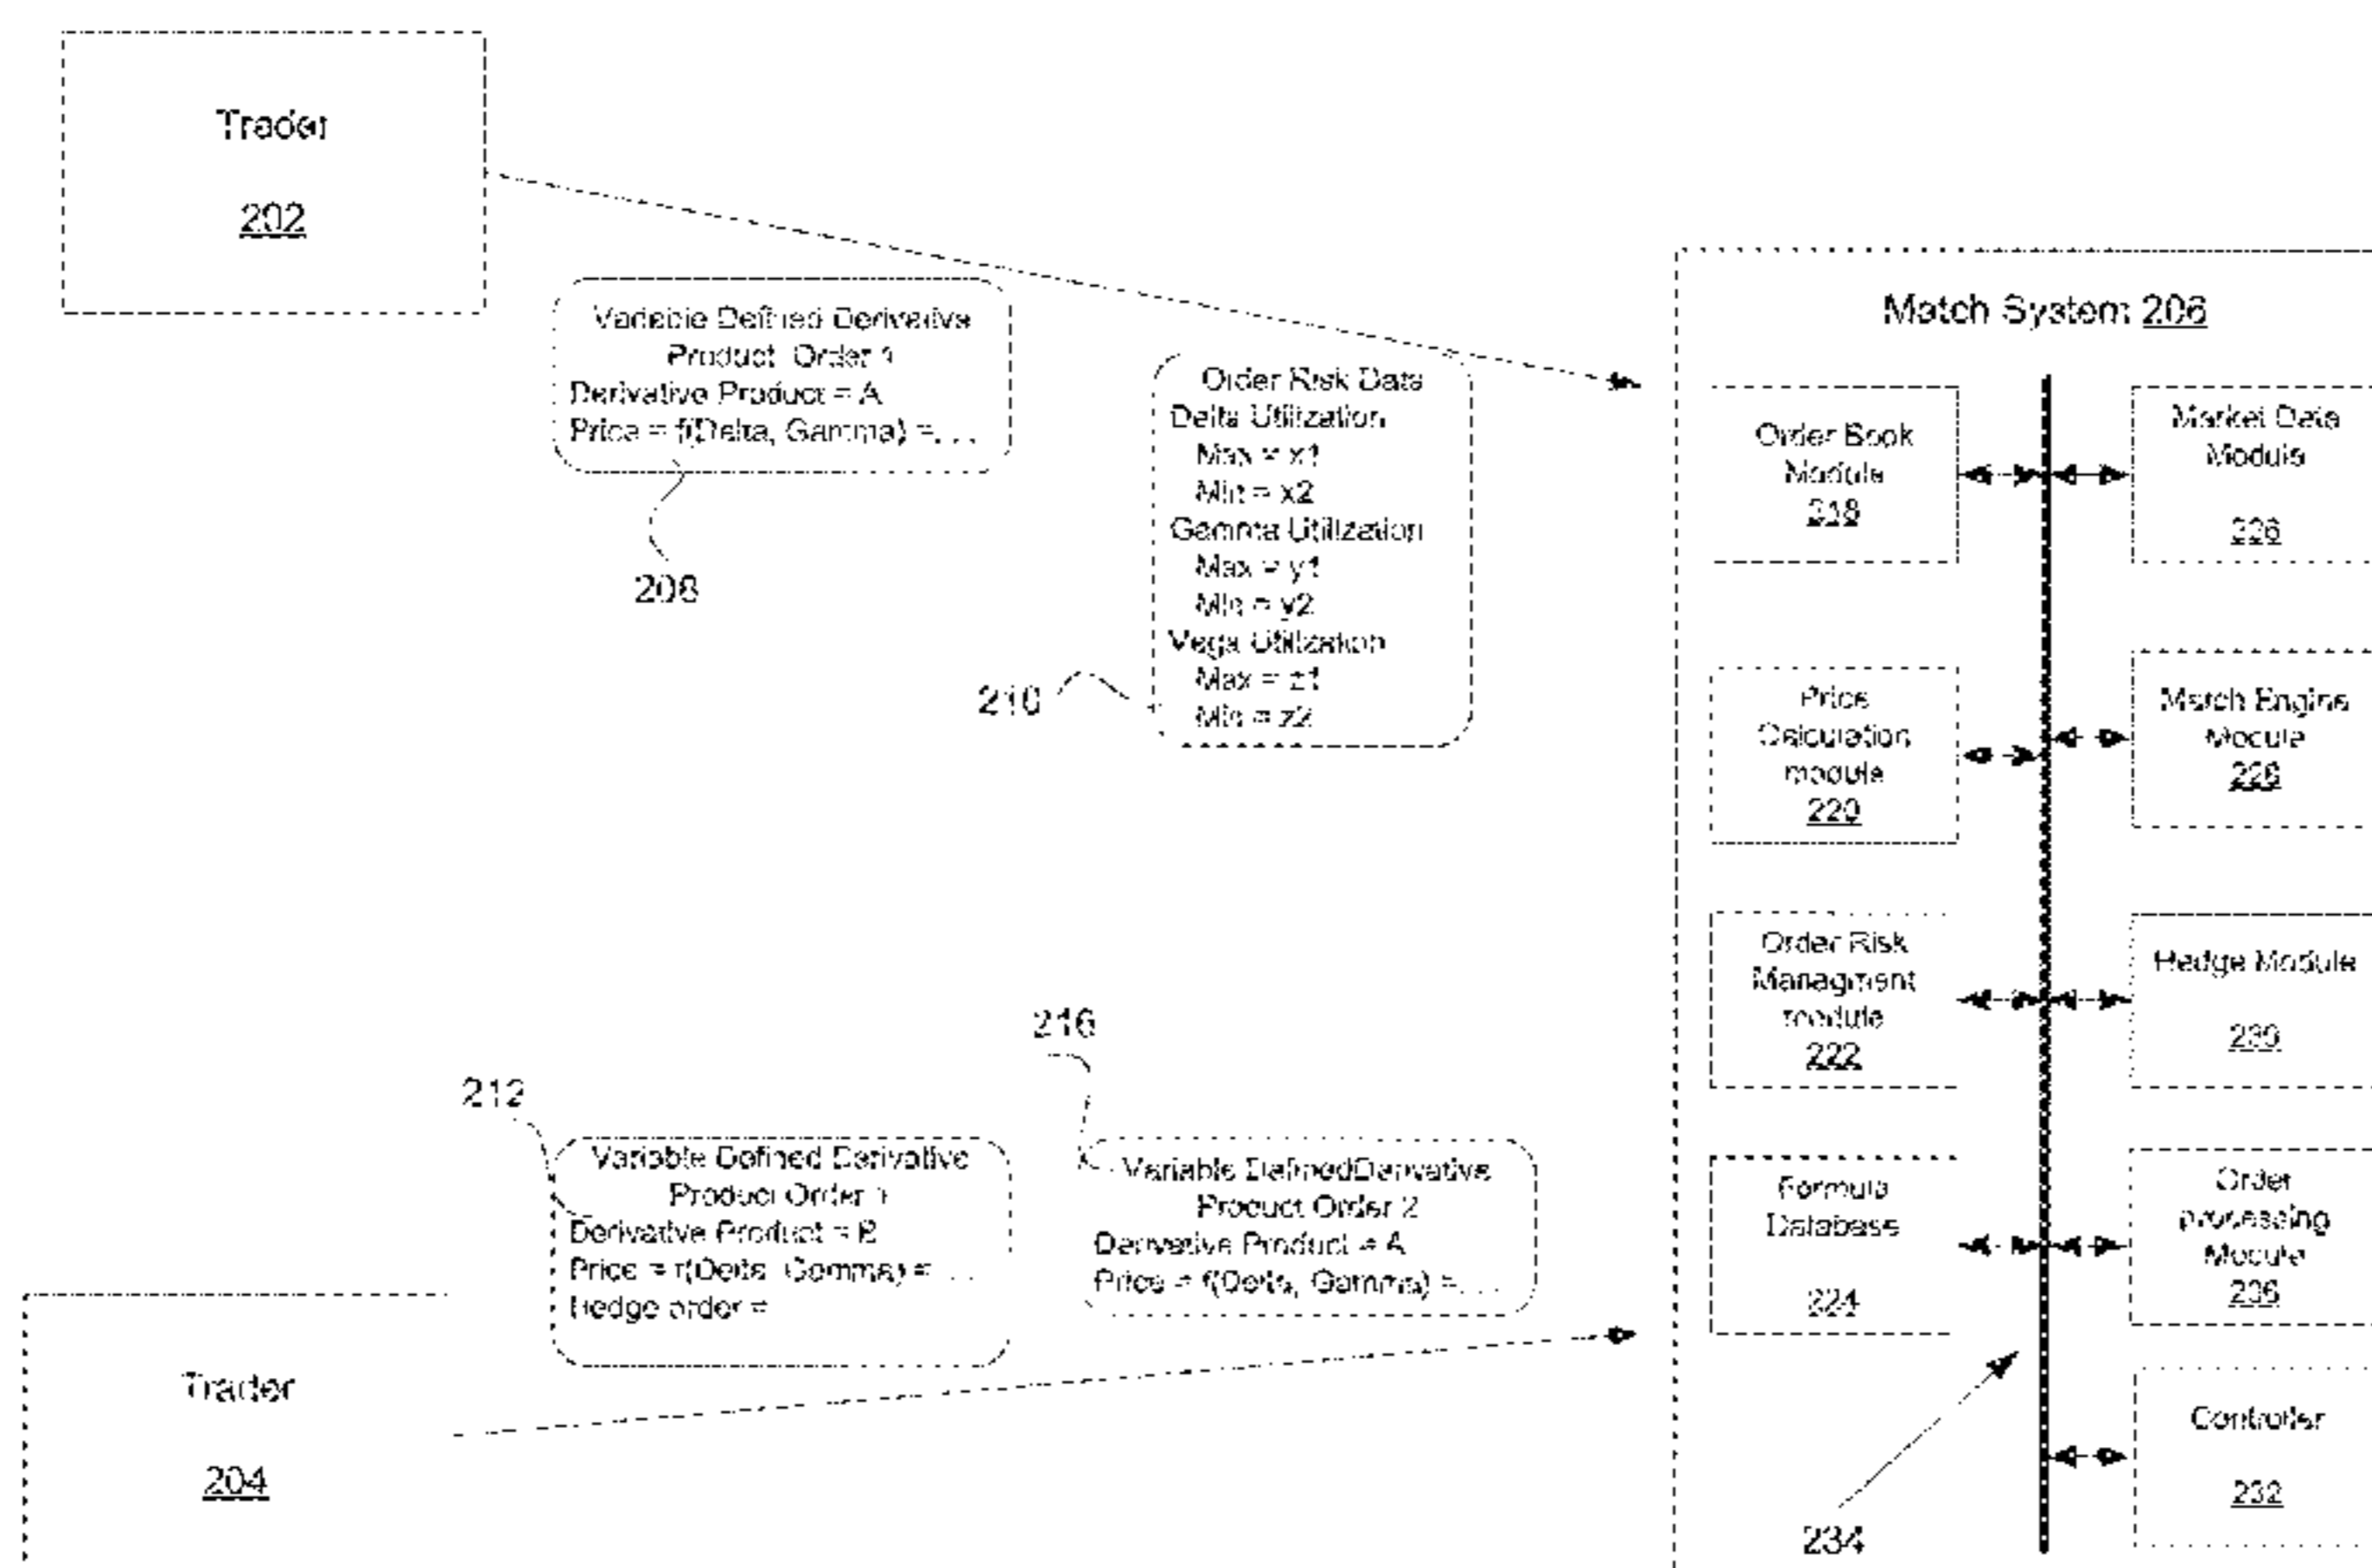 Trader
202
Variable Defined Derivative
Product Order 1
Derivative Product = A
Price = f(Delta, Gamma) = . . .
208
Order Risk Data
Delta Utilization
Max = x1
Min = x2
Gamma Utilization
Max = y1
Min = y2
Vega Utilization
Max = z1
Min = z2
210
Match System 206
Order Book
Module
218
Market Data
Module
226
Price
Calculation
module
220
Match Engine
Module
228
Order Risk
Managment
module
222
Hedge Module
230
216
212
Variable Defined Derivative
Product Order 1
Derivative Product = B
Price = f(Delta, Gamma) = . . .
Hedge order =
Variable DefinedDerivative
Product Order 2
Derivative Product = A
Price = f(Delta, Gamma) = . . .
Formula
Database
224
Order
processing
Module
236
Trader
204
Controller
232
234